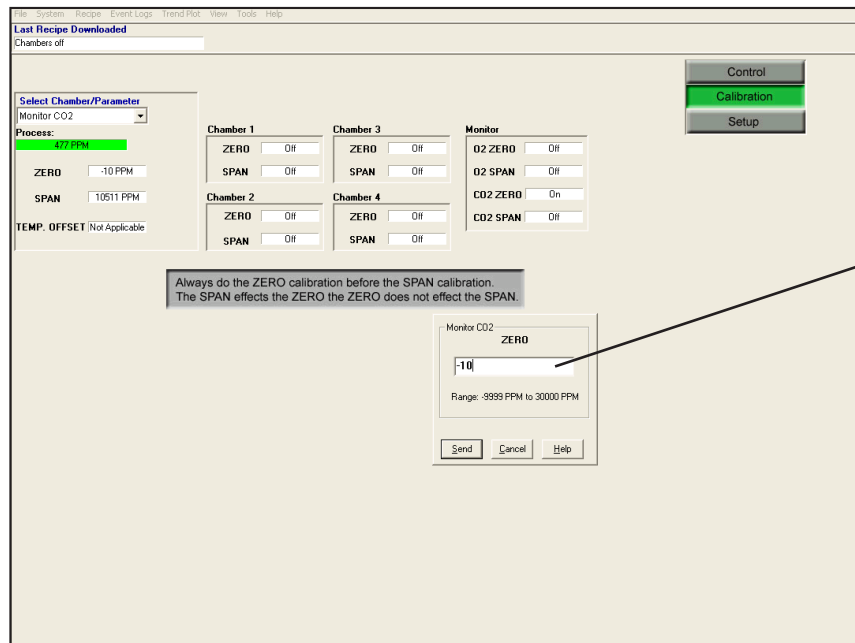 File System Recipe Event Logs Trend Plot View Tools Help
Last Recipe Downloaded
Chambers off
Control
Calibration
Setup
Select Chamber/Parameter
Monitor CO2
Process:
477 PPM
ZERO -10 PPM
SPAN 10511 PPM
TEMP. OFFSET Not Applicable
Chamber 1
ZERO Off
SPAN Off
Chamber 2
ZERO Off
SPAN Off
Chamber 3
ZERO Off
SPAN Off
Chamber 4
ZERO Off
SPAN Off
Monitor
O2 ZERO Off
O2 SPAN Off
CO2 ZERO On
CO2 SPAN Off
Always do the ZERO calibration before the SPAN calibration.
The SPAN effects the ZERO the ZERO does not effect the SPAN.
Monitor CO2
ZERO
-10
Range: -9999 PPM to 30000 PPM
Send Cancel Help